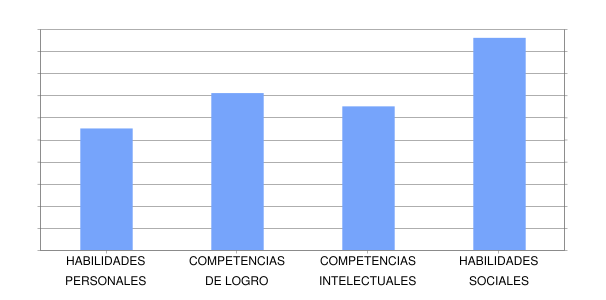 HABILIDADES
PERSONALES
COMPETENCIAS
DE LOGRO
COMPETENCIAS
INTELECTUALES
HABILIDADES
SOCIALES